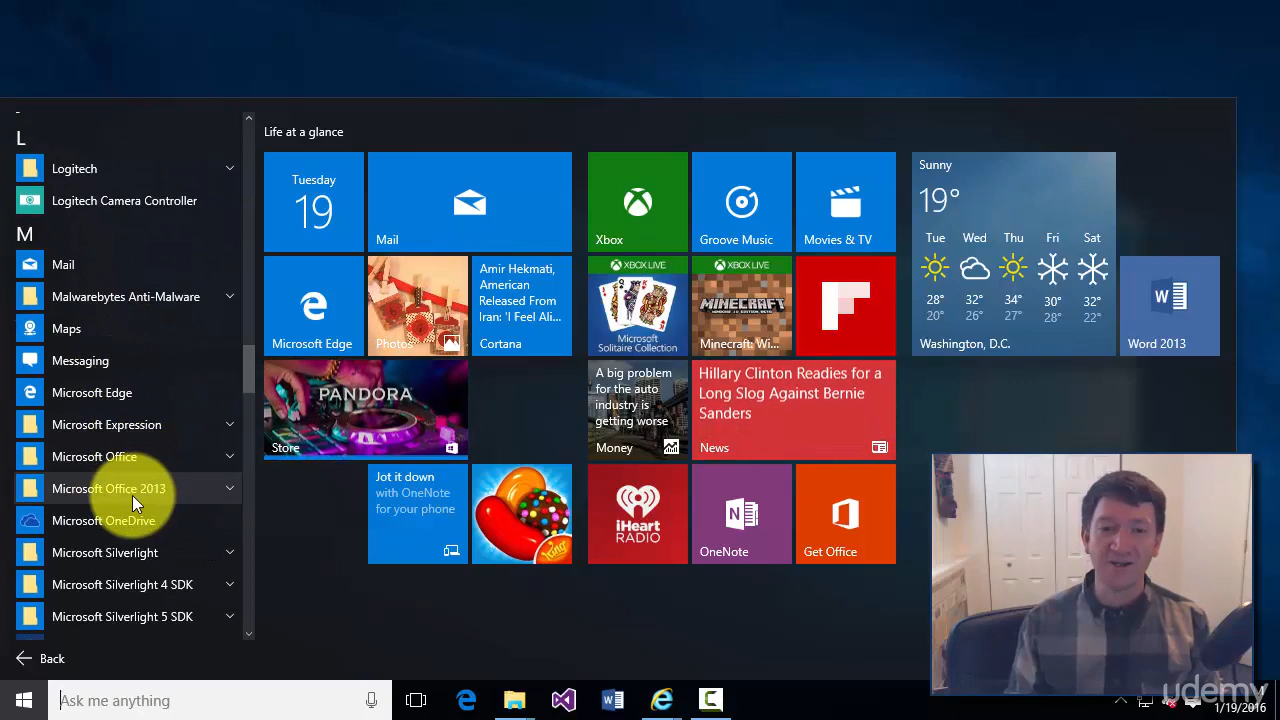 L
Logitech
Logitech Camera Controller
M
Mail
Malwarebytes Anti-Malware
Maps
Messaging
Microsoft Edge
Microsoft Expression
Microsoft Office
Microsoft Office 2013
Microsoft OneDrive
Microsoft Silverlight
Microsoft Silverlight 4 SDK
Microsoft Silverlight 5 SDK
Back
Ask me anything
Life at a glance
Tuesday
19
Mail
Microsoft Edge
Photos
Amir Hekmati,
American
Released From
Iran: 'I Feel Ali...
Cortana
PANDORA
Store
Jot it down
with OneNote
for your phone
King
Xbox
Groove Music
Movies & TV
XBOX LIVE
Microsoft
Solitaire Collection
XBOX LIVE
MINECRAFT
Minecraft: Wi...
A big problem
for the auto
industry is
getting worse
Money
Hillary Clinton Readies for a
Long Slog Against Bernie
Sanders
News
iHeart
RADIO
N
OneNote
Get Office
Sunny
19°
Tue Wed Thu Fri Sat
28° 32° 34° 30° 32°
20° 26° 27° 28° 22°
Washington, D.C.
W
Word 2013
udemy
1/19/2016